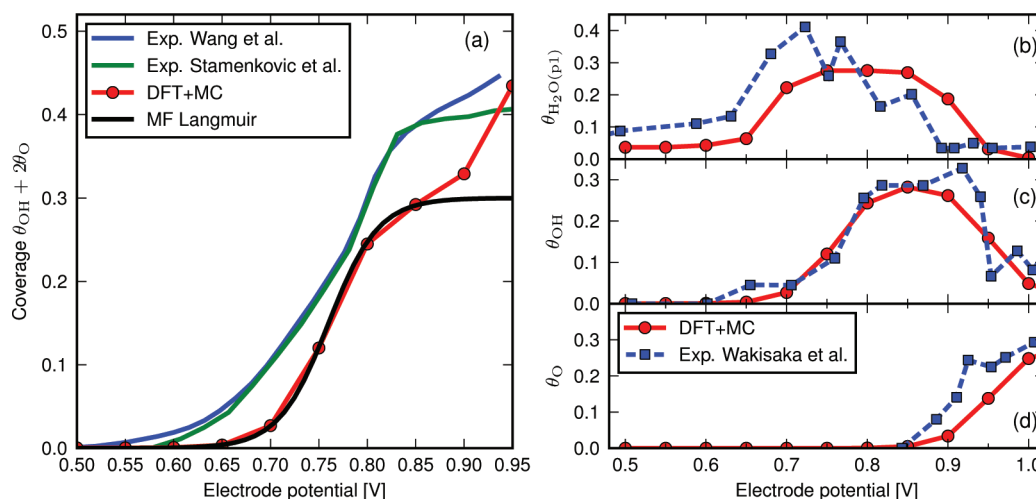 (a)
Exp. Wang et al.
Exp. Stamenkovic et al.
DFT+MC
MF Langmuir
Coverage θOH + 2θO
0.5
0.4
0.3
0.2
0.1
0.0
0.50 0.55 0.60 0.65 0.70 0.75 0.80 0.85 0.90 0.95
Electrode potential [V]
(b)
θH2O(p1)
0.4
0.3
0.2
0.1
0.0
(c)
θOH
0.3
0.2
0.1
0.0
DFT+MC
Exp. Wakisaka et al.
(d)
θO
0.3
0.2
0.1
0.0
0.5 0.6 0.7 0.8 0.9 1.0
Electrode potential [V]